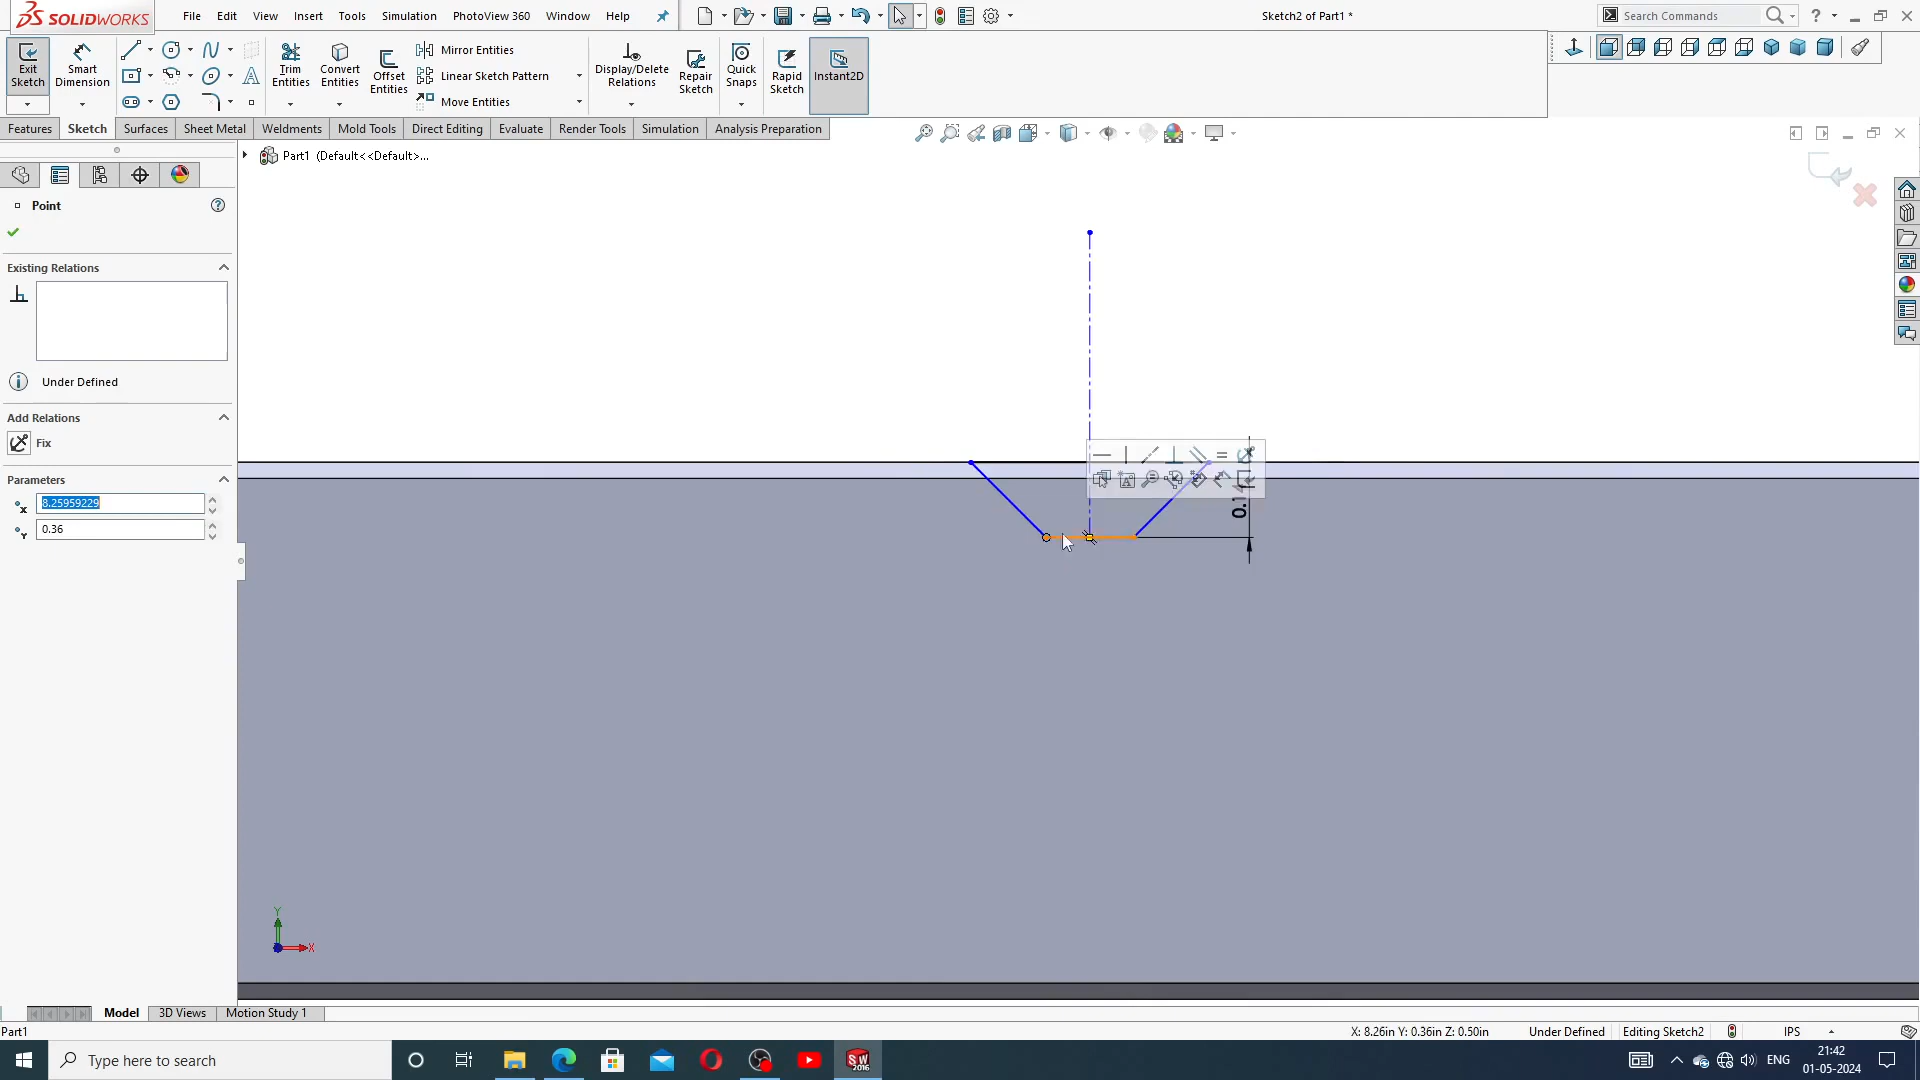 SOLIDWORKS File Edit View Insert Tools Simulation PhotoView 360 Window Help Sketch2 of Part1 * Search Commands
Exit Sketch
Smart Dimension
Trim Entities
Convert Entities
Offset Entities
Mirror Entities
Linear Sketch Pattern
Move Entities
Display/Delete Relations
Repair Sketch
Quick Snaps
Rapid Sketch
Instant2D
Features Sketch Surfaces Sheet Metal Weldments Mold Tools Direct Editing Evaluate Render Tools Simulation Analysis Preparation
Part1 (Default<<Default>...
Point
Existing Relations
Under Defined
Add Relations
Fix
Parameters
8.25959229
0.36
Y
X
Model 3D Views Motion Study 1
Part1 X: 8.26in Y: 0.36in Z: 0.50in Under Defined Editing Sketch2 IPS
Type here to search
SW 2016
ENG
21:42
01-05-2024